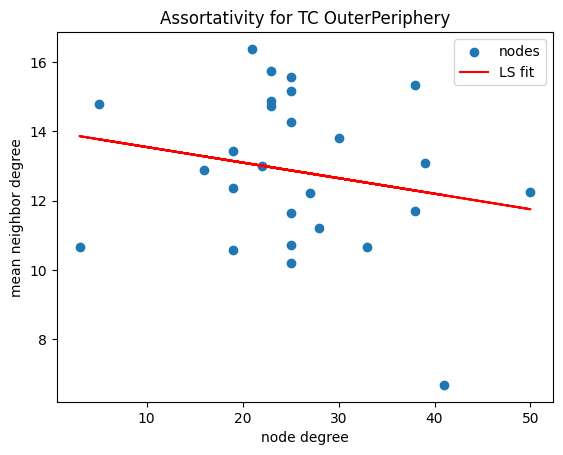 Assortativity for TC OuterPeriphery
nodes
LS fit
mean neighbor degree
16
14
12
10
8
10
20
30
40
50
node degree